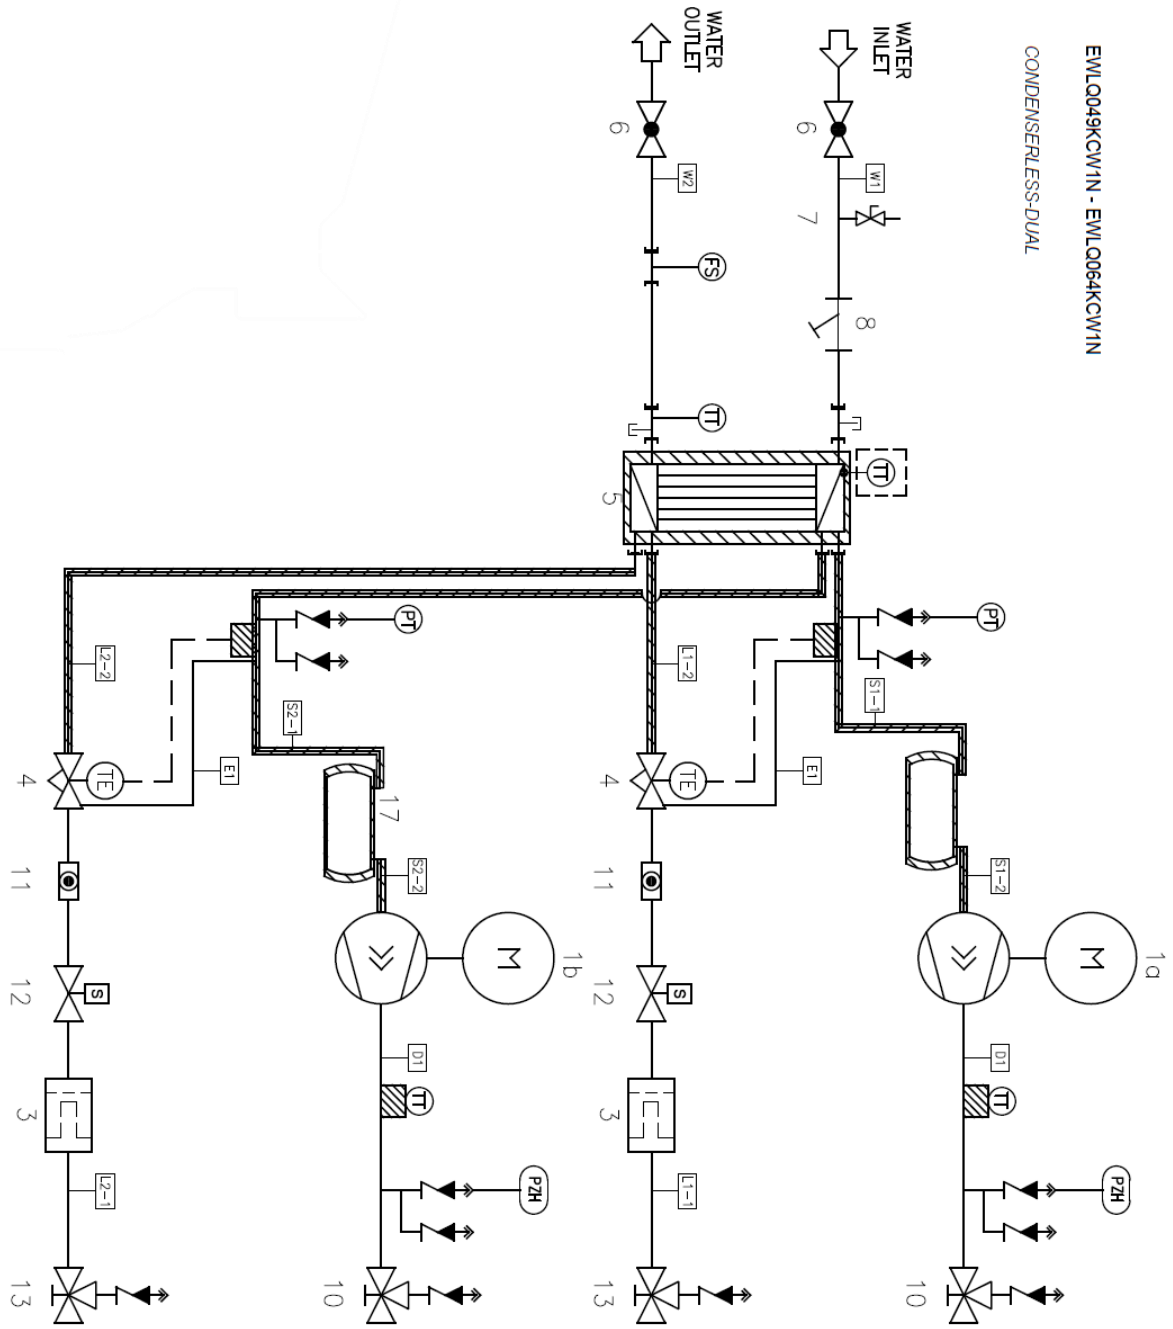 EWLQ049KCW1N - EWLQ064KCW1N
CONDENSERLESS-DUAL
WATER
INLET
WATER
OUTLET
6
6
W1
W2
7
FS
8
TT
TT
5
PT
PT
L2-2
L1-2
S1-1
S2-1
4
TE
E1
4
TE
E1
17
11
S2-2
11
S1-2
1b
M
1a
M
12
S
12
S
D1
D1
3
TT
3
TT
L2-1
PZH
L1-1
PZH
13
10
13
10